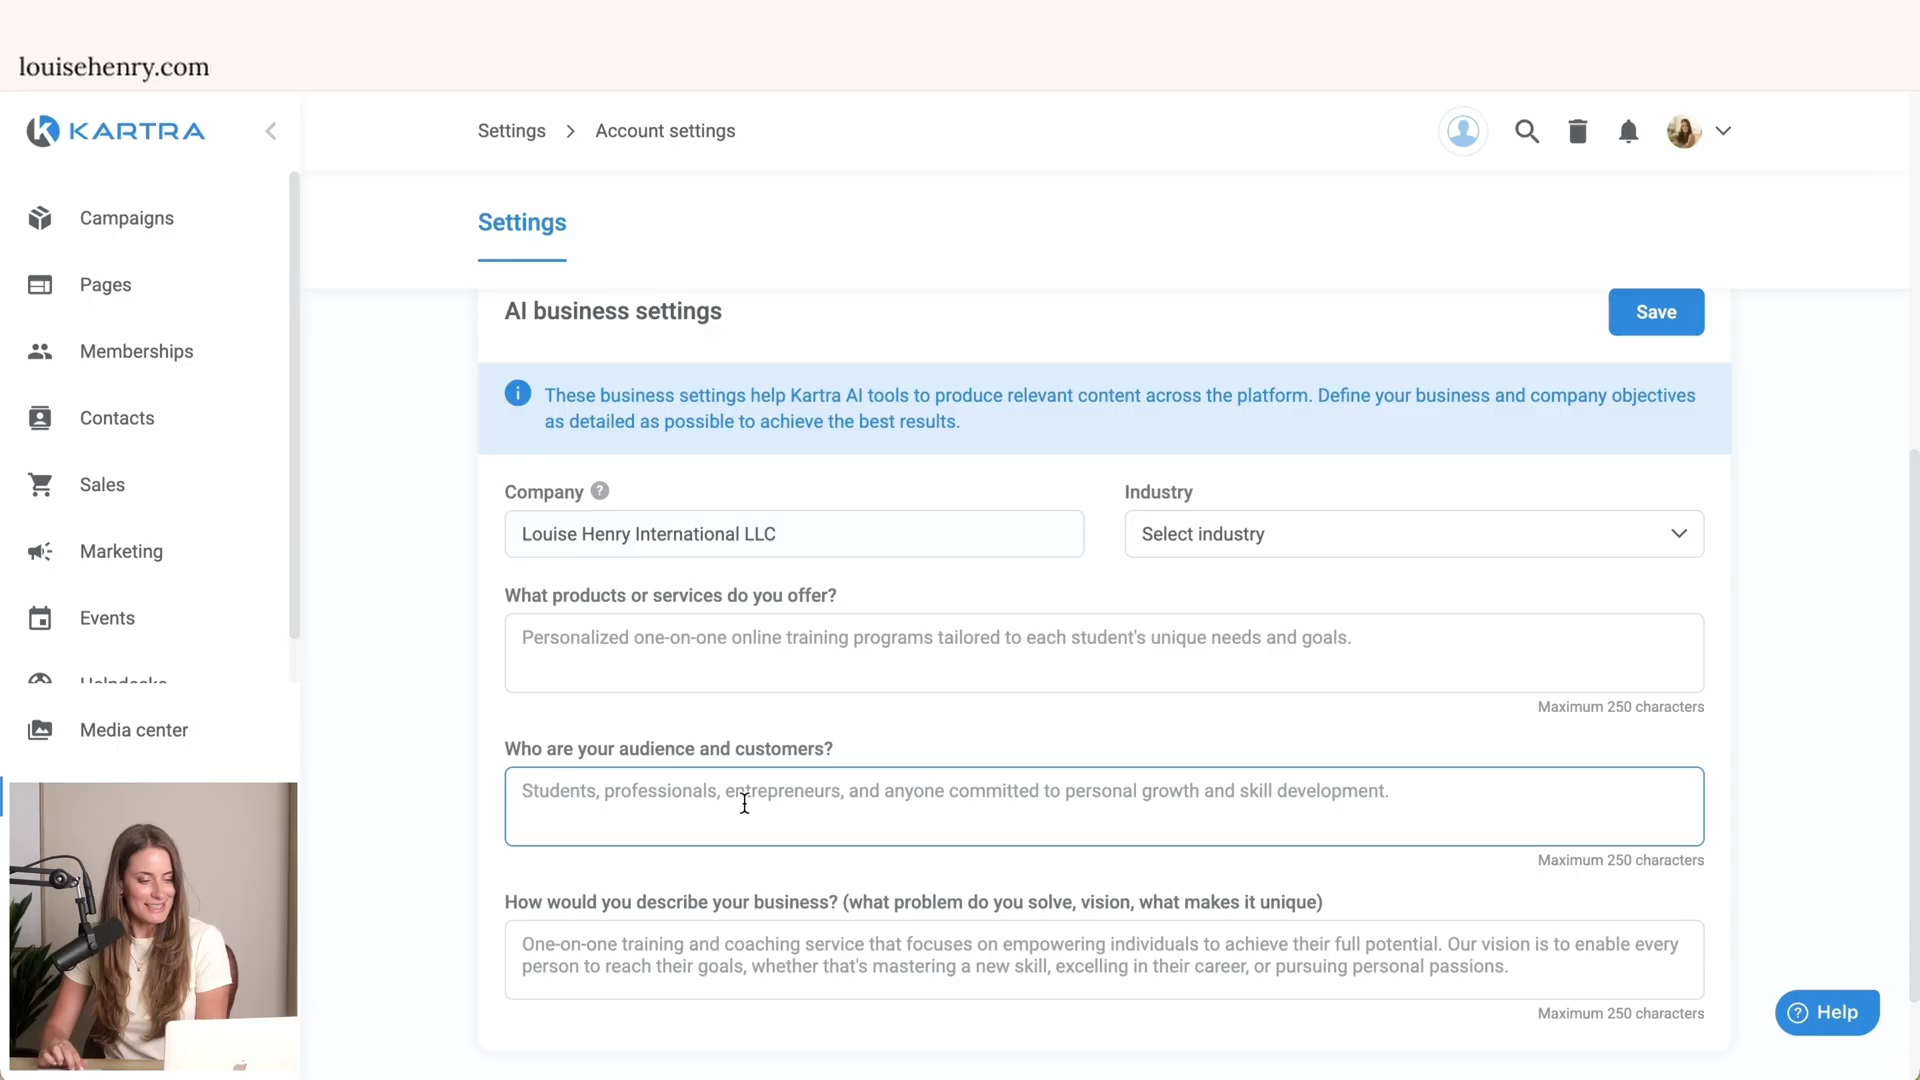 louisehenry.com
KARTRA
Settings > Account settings
Campaigns
Pages
Memberships
Contacts
Sales
Marketing
Events
Helpdesks
Media center
Settings
AI business settings
Save
These business settings help Kartra AI tools to produce relevant content across the platform. Define your business and company objectives
as detailed as possible to achieve the best results.
Company
Industry
Louise Henry International LLC
Select industry
What products or services do you offer?
Personalized one-on-one online training programs tailored to each student's unique needs and goals.
Maximum 250 characters
Who are your audience and customers?
Students, professionals, entrepreneurs, and anyone committed to personal growth and skill development.
Maximum 250 characters
How would you describe your business? (what problem do you solve, vision, what makes it unique)
One-on-one training and coaching service that focuses on empowering individuals to achieve their full potential. Our vision is to enable every
person to reach their goals, whether that's mastering a new skill, excelling in their career, or pursuing personal passions.
Maximum 250 characters
Help